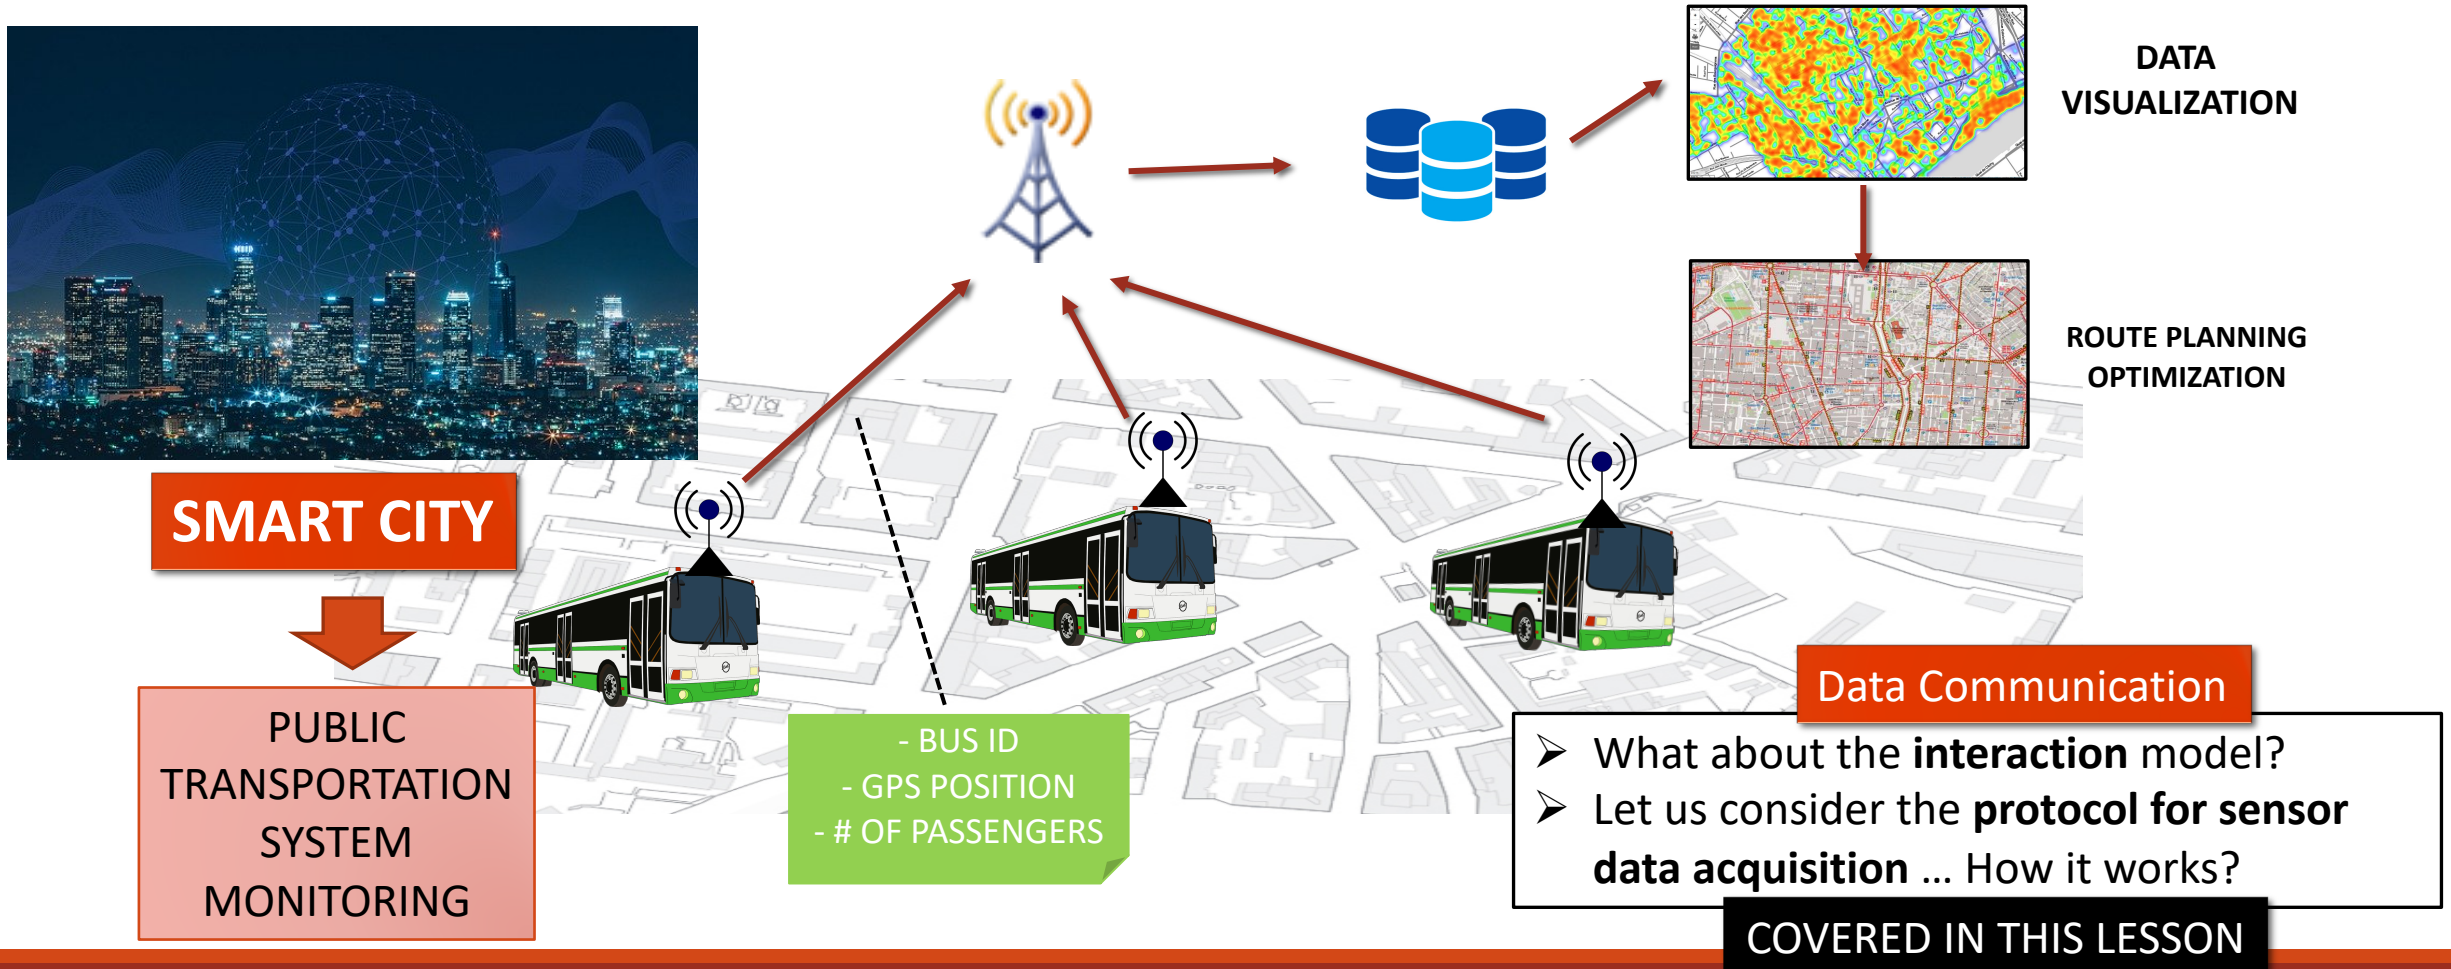 DATA
VISUALIZATION
ROUTE PLANNING
OPTIMIZATION
SMART CITY
PUBLIC
TRANSPORTATION
SYSTEM
MONITORING
- BUS ID
- GPS POSITION
- # OF PASSENGERS
Data Communication
➢ What about the interaction model?
➢ Let us consider the protocol for sensor
data acquisition … How it works?
COVERED IN THIS LESSON